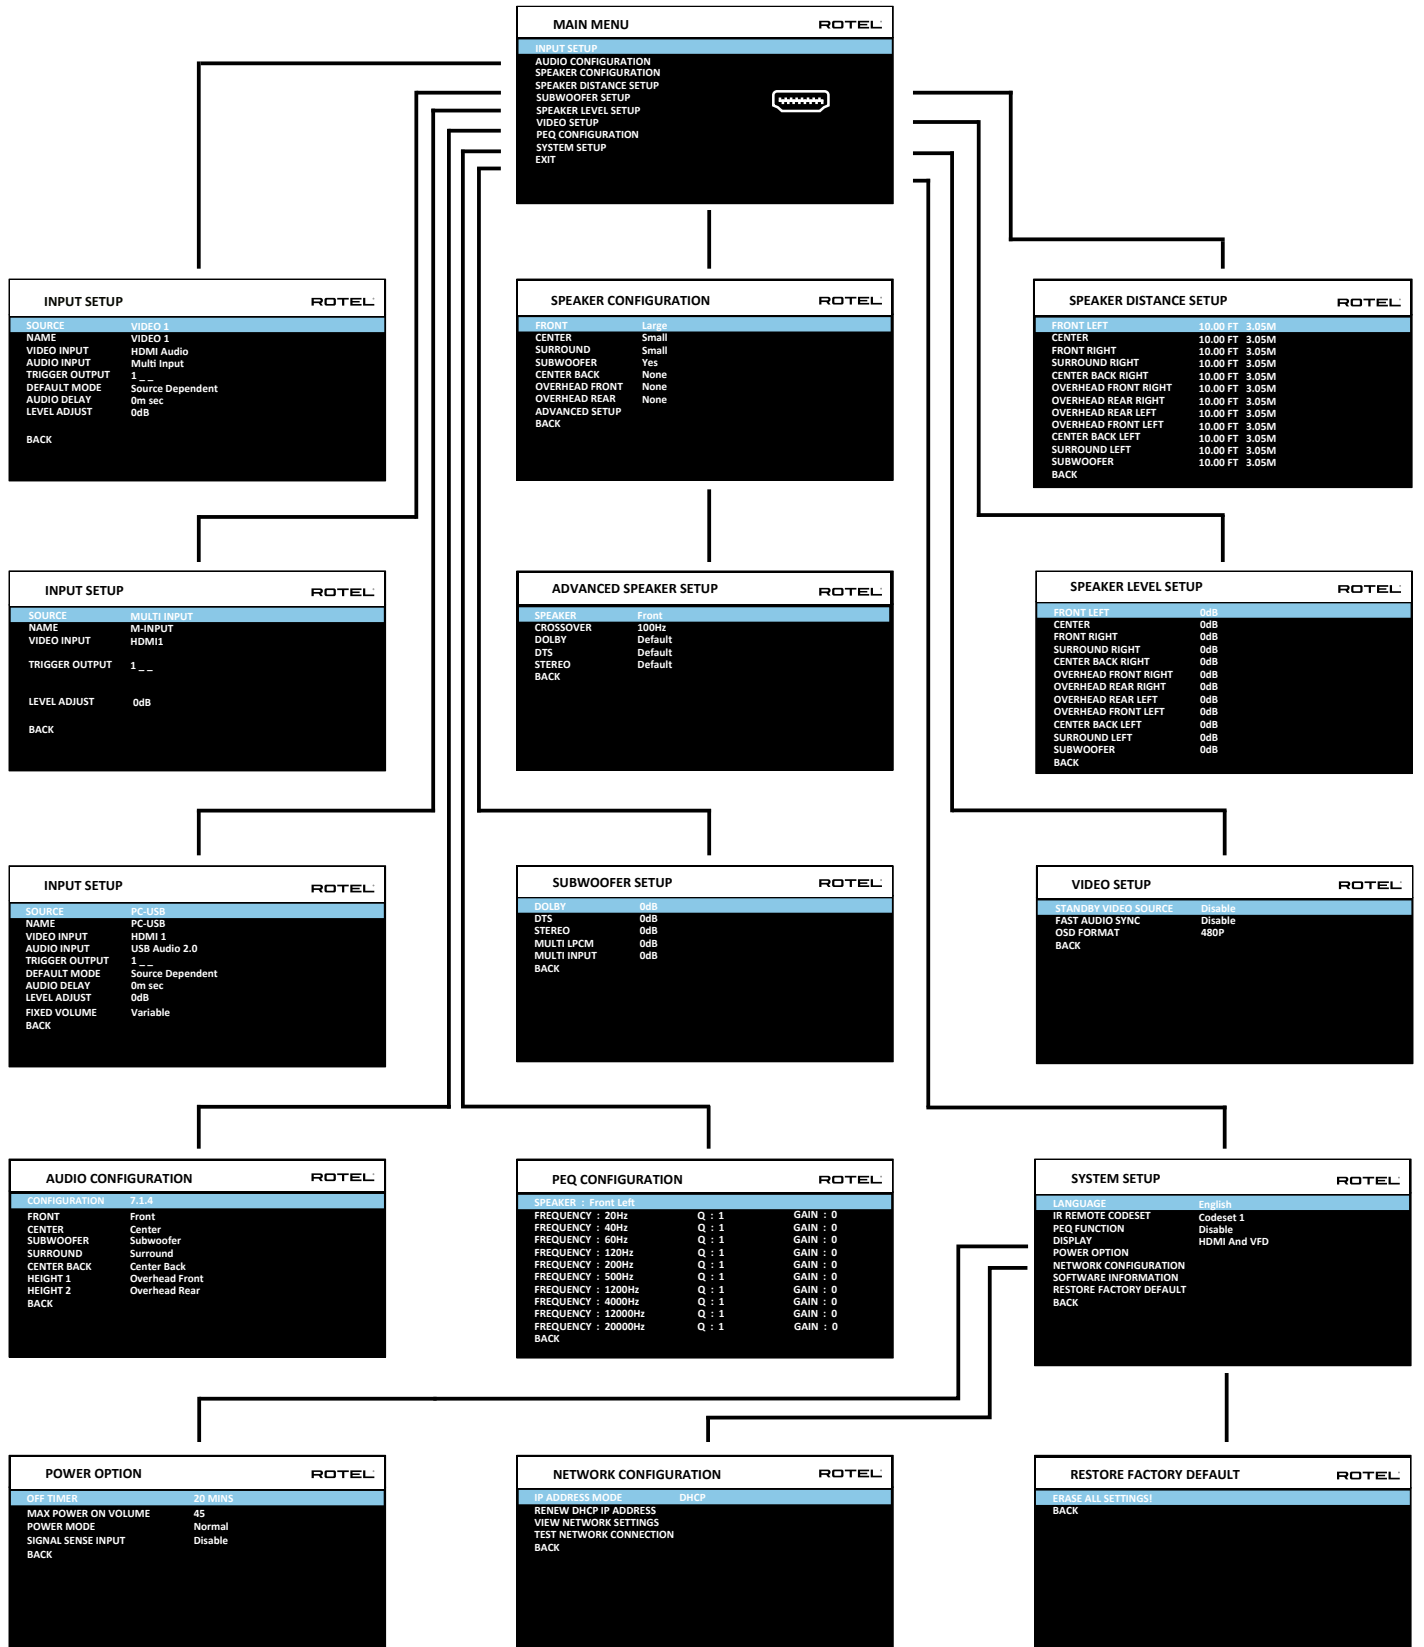 MAIN MENU ROTEL
INPUT SETUP
AUDIO CONFIGURATION
SPEAKER CONFIGURATION
SPEAKER DISTANCE SETUP
SUBWOOFER SETUP
SPEAKER LEVEL SETUP
VIDEO SETUP
PEQ CONFIGURATION
SYSTEM SETUP
EXIT
INPUT SETUP ROTEL
SOURCE VIDEO 1
NAME VIDEO 1
VIDEO INPUT HDMI Audio
AUDIO INPUT Multi Input
TRIGGER OUTPUT 1 _ _
DEFAULT MODE Source Dependent
AUDIO DELAY 0m sec
LEVEL ADJUST 0dB
BACK
SPEAKER CONFIGURATION ROTEL
FRONT Large
CENTER Small
SURROUND Small
SUBWOOFER Yes
CENTER BACK None
OVERHEAD FRONT None
OVERHEAD REAR None
ADVANCED SETUP
BACK
SPEAKER DISTANCE SETUP ROTEL
FRONT LEFT 10.00 FT 3.05M
CENTER 10.00 FT 3.05M
FRONT RIGHT 10.00 FT 3.05M
SURROUND RIGHT 10.00 FT 3.05M
CENTER BACK RIGHT 10.00 FT 3.05M
OVERHEAD FRONT RIGHT 10.00 FT 3.05M
OVERHEAD REAR RIGHT 10.00 FT 3.05M
OVERHEAD REAR LEFT 10.00 FT 3.05M
OVERHEAD FRONT LEFT 10.00 FT 3.05M
CENTER BACK LEFT 10.00 FT 3.05M
SURROUND LEFT 10.00 FT 3.05M
SUBWOOFER 10.00 FT 3.05M
BACK
INPUT SETUP ROTEL
SOURCE MULTI INPUT
NAME M-INPUT
VIDEO INPUT HDMI1
TRIGGER OUTPUT 1 _ _
LEVEL ADJUST 0dB
BACK
ADVANCED SPEAKER SETUP ROTEL
SPEAKER Front
CROSSOVER 100Hz
DOLBY Default
DTS Default
STEREO Default
BACK
SPEAKER LEVEL SETUP ROTEL
FRONT LEFT 0dB
CENTER 0dB
FRONT RIGHT 0dB
SURROUND RIGHT 0dB
CENTER BACK RIGHT 0dB
OVERHEAD FRONT RIGHT 0dB
OVERHEAD REAR RIGHT 0dB
OVERHEAD REAR LEFT 0dB
OVERHEAD FRONT LEFT 0dB
CENTER BACK LEFT 0dB
SURROUND LEFT 0dB
SUBWOOFER 0dB
BACK
INPUT SETUP ROTEL
SOURCE PC-USB
NAME PC-USB
VIDEO INPUT HDMI 1
AUDIO INPUT USB Audio 2.0
TRIGGER OUTPUT 1 _ _
DEFAULT MODE Source Dependent
AUDIO DELAY 0m sec
LEVEL ADJUST 0dB
FIXED VOLUME Variable
BACK
SUBWOOFER SETUP ROTEL
DOLBY 0dB
DTS 0dB
STEREO 0dB
MULTI LPCM 0dB
MULTI INPUT 0dB
BACK
VIDEO SETUP ROTEL
STANDBY VIDEO SOURCE Disable
FAST AUDIO SYNC Disable
OSD FORMAT 480P
BACK
AUDIO CONFIGURATION ROTEL
CONFIGURATION 7.1.4
FRONT Front
CENTER Center
SUBWOOFER Subwoofer
SURROUND Surround
CENTER BACK Center Back
HEIGHT 1 Overhead Front
HEIGHT 2 Overhead Rear
BACK
PEQ CONFIGURATION ROTEL
SPEAKER : Front Left
FREQUENCY : 20Hz Q : 1 GAIN : 0
FREQUENCY : 40Hz Q : 1 GAIN : 0
FREQUENCY : 60Hz Q : 1 GAIN : 0
FREQUENCY : 120Hz Q : 1 GAIN : 0
FREQUENCY : 200Hz Q : 1 GAIN : 0
FREQUENCY : 500Hz Q : 1 GAIN : 0
FREQUENCY : 1200Hz Q : 1 GAIN : 0
FREQUENCY : 4000Hz Q : 1 GAIN : 0
FREQUENCY : 12000Hz Q : 1 GAIN : 0
FREQUENCY : 20000Hz Q : 1 GAIN : 0
BACK
SYSTEM SETUP ROTEL
LANGUAGE English
IR REMOTE CODESET Codeset 1
PEQ FUNCTION Disable
DISPLAY HDMI And VFD
POWER OPTION
NETWORK CONFIGURATION
SOFTWARE INFORMATION
RESTORE FACTORY DEFAULT
BACK
POWER OPTION ROTEL
OFF TIMER 20 MINS
MAX POWER ON VOLUME 45
POWER MODE Normal
SIGNAL SENSE INPUT Disable
BACK
NETWORK CONFIGURATION ROTEL
IP ADDRESS MODE DHCP
RENEW DHCP IP ADDRESS
VIEW NETWORK SETTINGS
TEST NETWORK CONNECTION
BACK
RESTORE FACTORY DEFAULT ROTEL
ERASE ALL SETTINGS!
BACK